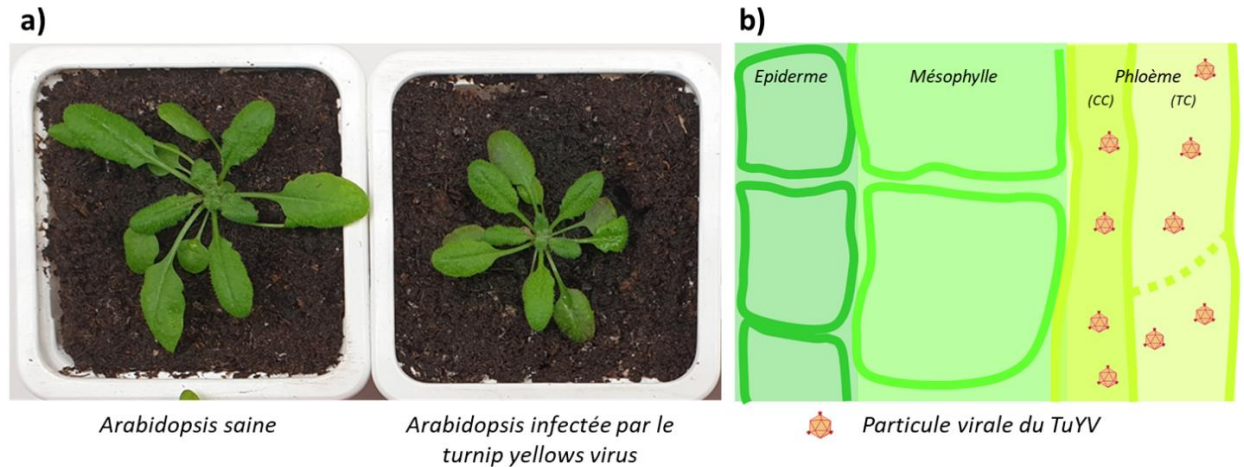 a)
Arabidopsis saine
Arabidopsis infectée par le
turnip yellows virus
b)
Epiderme
Mésophylle
Phloème
(CC)
(TC)
Particule virale du TuYV